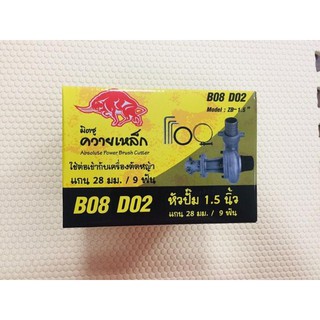 B08 D02
Model : ZB-1.5"
มิตซู
ควายเหล็ก
Absolute Power Brush Cutter
ใช้ต่อเข้ากับเครื่องตัดหญ้า
แกน 28 มม. / 9 ฟัน
B08 D02
หัวปั๊ม 1.5 นิ้ว
แกน 28 มม. / 9 ฟัน